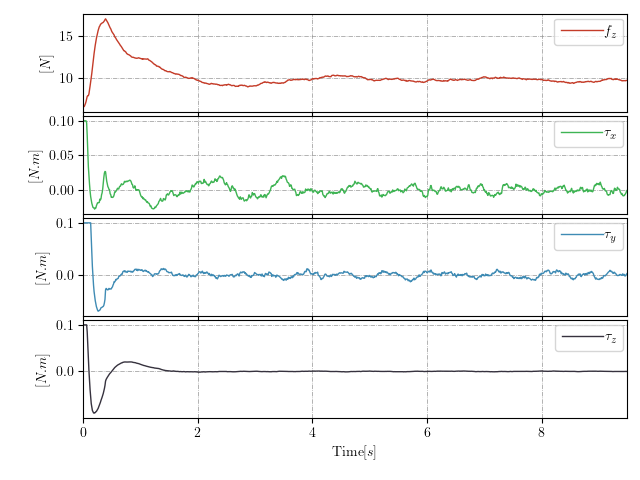 15
10
[N]
f_z
0.10
0.05
0.00
[N.m]
τ_x
0.1
0.0
[N.m]
τ_y
0.1
0.0
[N.m]
τ_z
0 2 4 6 8
Time[s]